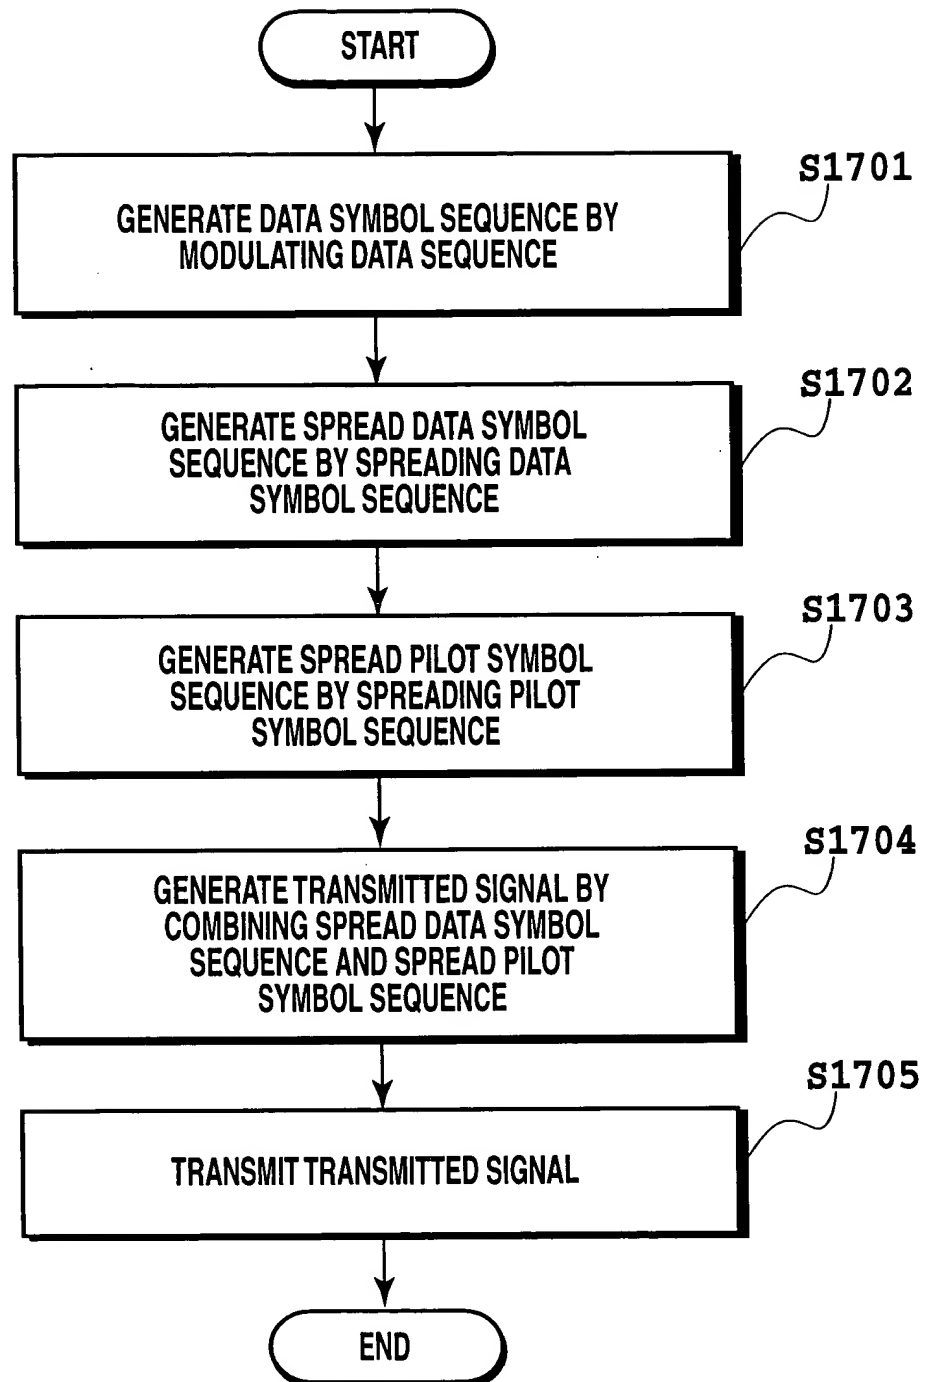 START
S1701
GENERATE DATA SYMBOL SEQUENCE BY
MODULATING DATA SEQUENCE
S1702
GENERATE SPREAD DATA SYMBOL
SEQUENCE BY SPREADING DATA
SYMBOL SEQUENCE
S1703
GENERATE SPREAD PILOT SYMBOL
SEQUENCE BY SPREADING PILOT
SYMBOL SEQUENCE
S1704
GENERATE TRANSMITTED SIGNAL BY
COMBINING SPREAD DATA SYMBOL
SEQUENCE AND SPREAD PILOT
SYMBOL SEQUENCE
S1705
TRANSMIT TRANSMITTED SIGNAL
END